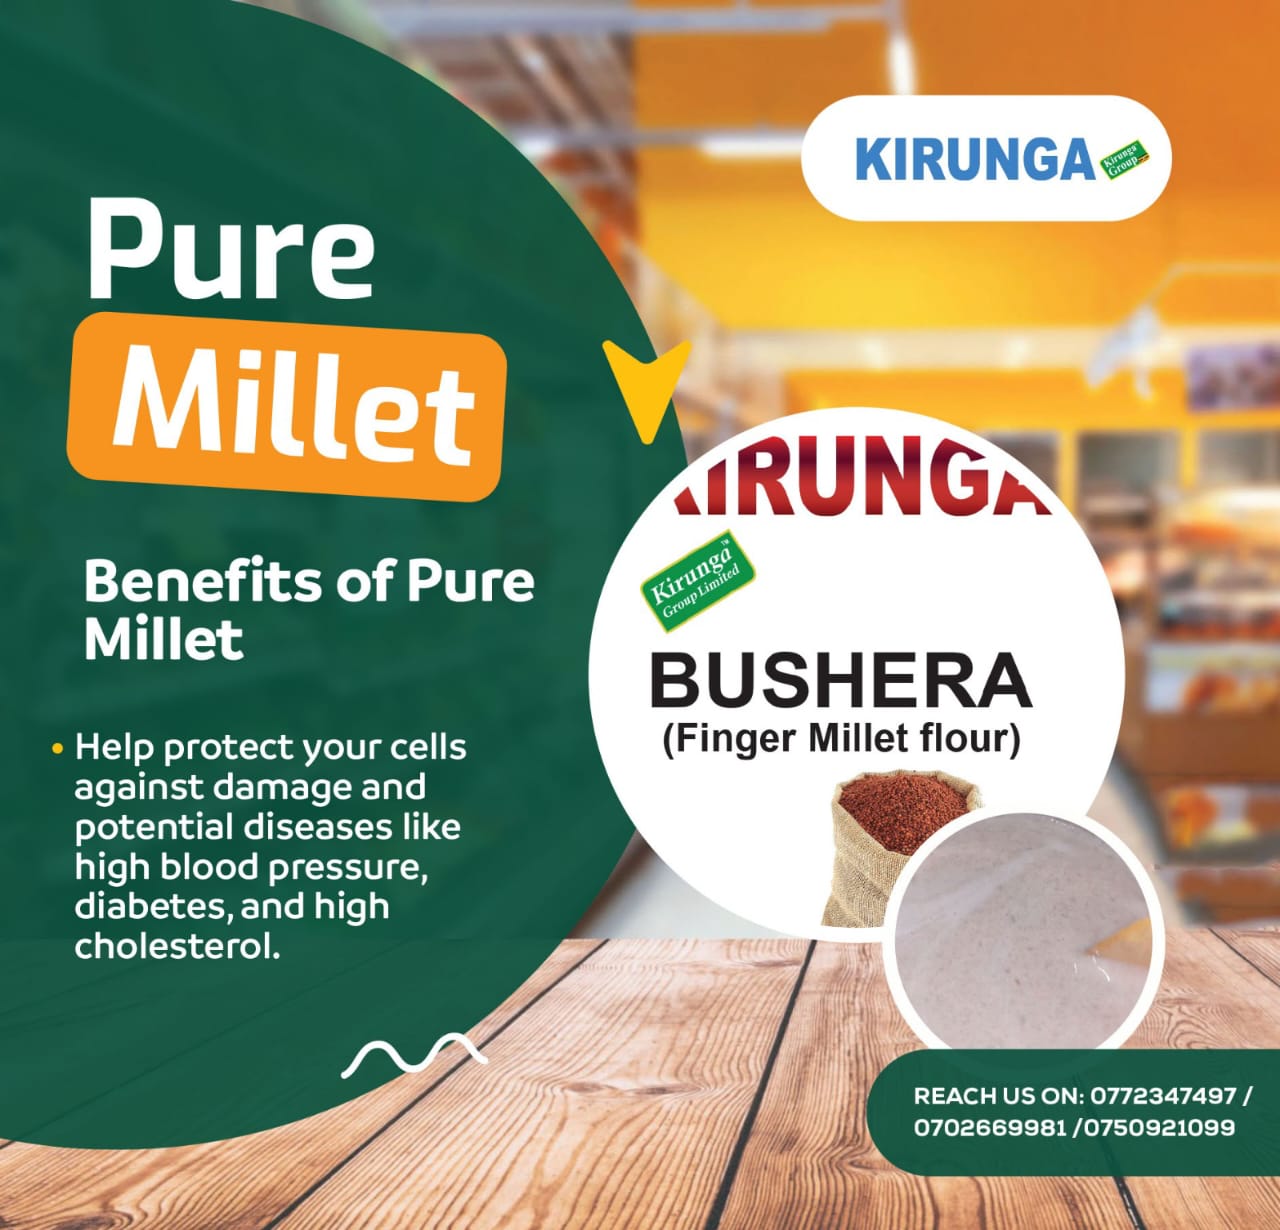 KIRUNGA
Kirunga
Group
Pure
Millet
Benefits of Pure
Millet
• Help protect your cells
against damage and
potential diseases like
high blood pressure,
diabetes, and high
cholesterol.
KIRUNGA
Kirunga™
Group Limited
BUSHERA
(Finger Millet flour)
REACH US ON: 0772347497 /
0702669981 /0750921099